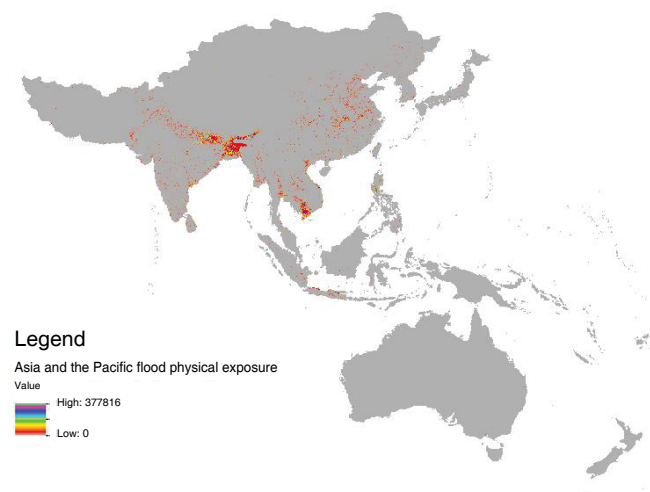 Legend
Asia and the Pacific flood physical exposure
Value
High: 377816
Low: 0